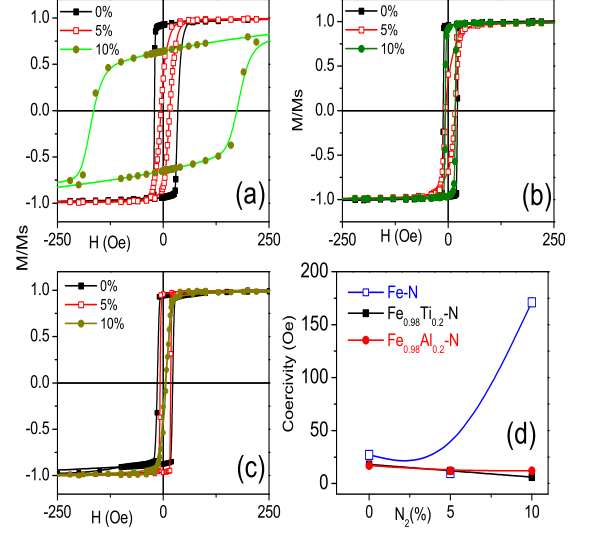 0%
5%
10%
1.0
0.5
0.0
-0.5
-1.0
(a)
-250
0
250
H (Oe)
M/Ms
0%
5%
10%
1.0
0.5
0.0
-0.5
-1.0
M/Ms
(b)
-250
0
250
H (Oe)
0%
5%
10%
1.0
0.5
0.0
-0.5
-1.0
(c)
-250
0
250
H (Oe)
200
150
100
50
0
Coercivity (Oe)
Fe-N
Fe0.98Ti0.2-N
Fe0.98Al0.2-N
(d)
0
5
10
N2(%)